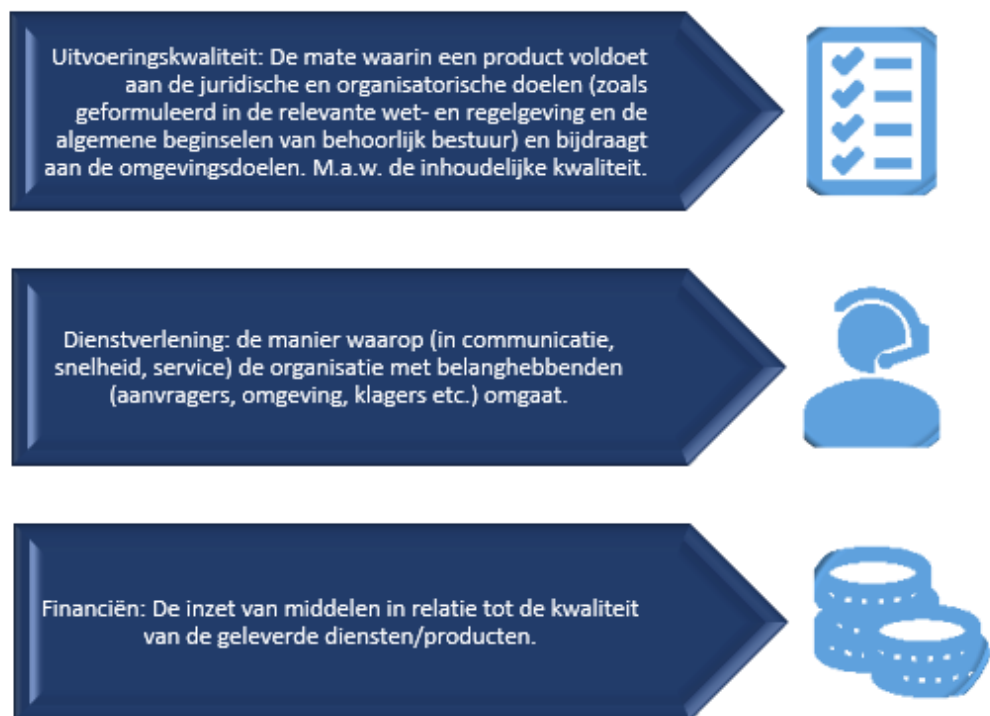 Uitvoeringskwaliteit: De mate waarin een product voldoet
aan de juridische en organisatorische doelen (zoals
geformuleerd in de relevante wet- en regelgeving en de
algemene beginselen van behoorlijk bestuur) en bijdraagt
aan de omgevingsdoelen. M.a.w. de inhoudelijke kwaliteit.
Dienstverlening: de manier waarop (in communicatie,
snelheid, service) de organisatie met belanghebbenden
(aanvragers, omgeving, klagers etc.) omgaat.
Financiën: De inzet van middelen in relatie tot de kwaliteit
van de geleverde diensten/producten.